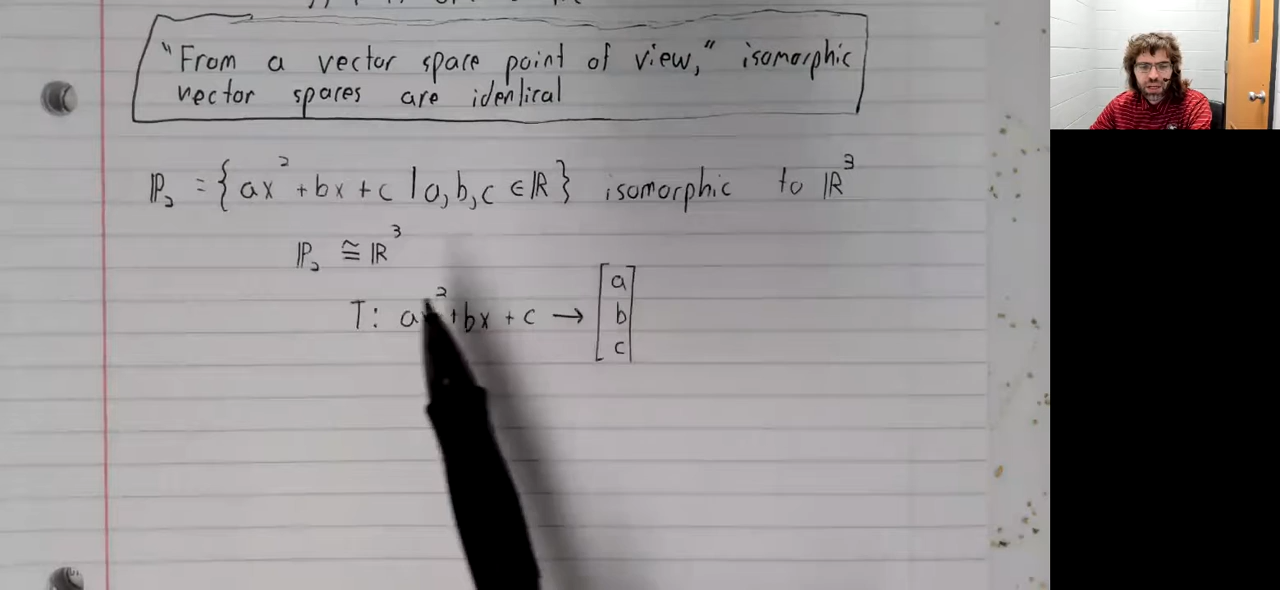 "From a vector space point of view," isomorphic
vector spaces are identical
ℙ₂ = { ax² + bx + c | a, b, c ∈ ℝ } isomorphic to ℝ³
ℙ₂ ≅ ℝ³
T: ax² + bx + c → [a b c]